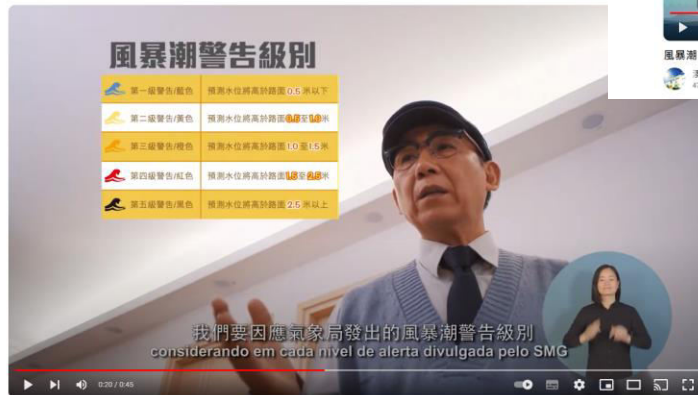 風暴潮
風暴潮警告級別
第一級警告/藍色 預測水位將高於路面 0.5 米以下
第二級警告/黃色 預測水位將高於路面0.5至1.0米
第三級警告/橙色 預測水位將高於路面 1.0 至1.5米
第四級警告/紅色 預測水位將高於路面1.5至2.5米
第五級警告/黑色 預測水位將高於路面 2.5 米以上
我們要因應氣象局發出的風暴潮警告級別
considerando em cada nível de alerta divulgada pelo SMG
0:20 / 0:45